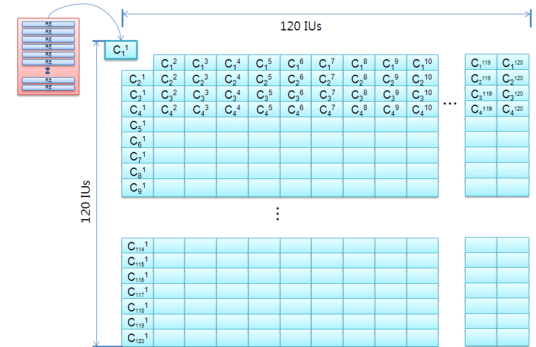 120 IUs
C₁¹
C₁² C₁³ C₁⁴ C₁⁵ C₁⁶ C₁⁷ C₁⁸ C₁⁹ C₁¹⁰ C₁¹¹⁹ C₁¹²⁰
C₂¹ C₂² C₂³ C₂⁴ C₂⁵ C₂⁶ C₂⁷ C₂⁸ C₂⁹ C₂¹⁰ C₂¹¹⁹ C₂¹²⁰
C₃¹ C₃² C₃³ C₃⁴ C₃⁵ C₃⁶ C₃⁷ C₃⁸ C₃⁹ C₃¹⁰ ... C₃¹¹⁹ C₃¹²⁰
C₄¹ C₄² C₄³ C₄⁴ C₄⁵ C₄⁶ C₄⁷ C₄⁸ C₄⁹ C₄¹⁰ C₄¹¹⁹ C₄¹²⁰
C₅¹
C₆¹
C₇¹
C₈¹
C₉¹
120 IUs
C₁₁₄¹
C₁₁₅¹
C₁₁₆¹
C₁₁₇¹
C₁₁₈¹
C₁₁₉¹
C₁₂₀¹